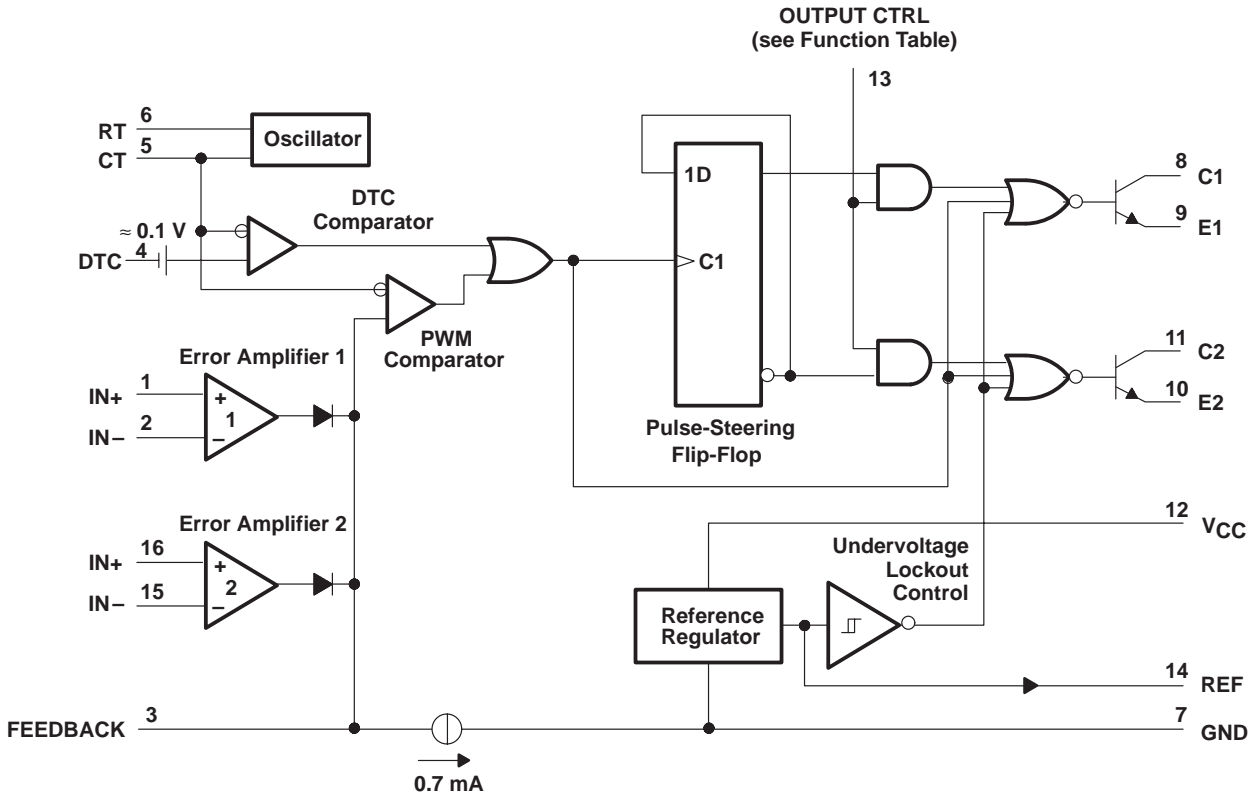 OUTPUT CTRL
(see Function Table)
13
6
RT
5
CT
Oscillator
DTC
Comparator
≈ 0.1 V
4
DTC
PWM
Comparator
1D
C1
Pulse-Steering
Flip-Flop
8
C1
9
E1
11
C2
10
E2
Error Amplifier 1
1
IN+
2
IN−
+
1
−
Error Amplifier 2
16
IN+
15
IN−
+
2
−
12
VCC
Undervoltage
Lockout
Control
Reference
Regulator
14
REF
7
GND
3
FEEDBACK
0.7 mA